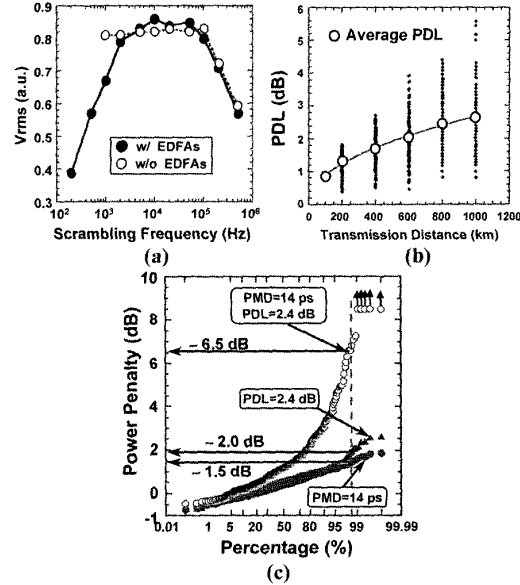 (a)
Vrms (a.u.)
0.9
0.8
0.7
0.6
0.5
0.4
0.3
w/ EDFAs
w/o EDFAs
10² 10³ 10⁴ 10⁵ 10⁶
Scrambling Frequency (Hz)
(a)
PDL (dB)
6
5
4
3
2
1
0
Average PDL
0 200 400 600 800 1000 1200
Transmission Distance (km)
(b)
Power Penalty (dB)
10
8
6
4
2
0
-1
PMD=14 ps
PDL=2.4 dB
~ 6.5 dB
PDL=2.4 dB
~ 2.0 dB
~ 1.5 dB
PMD=14 ps
0.01 1 5 20 50 80 95 99 99.99
Percentage (%)
(c)